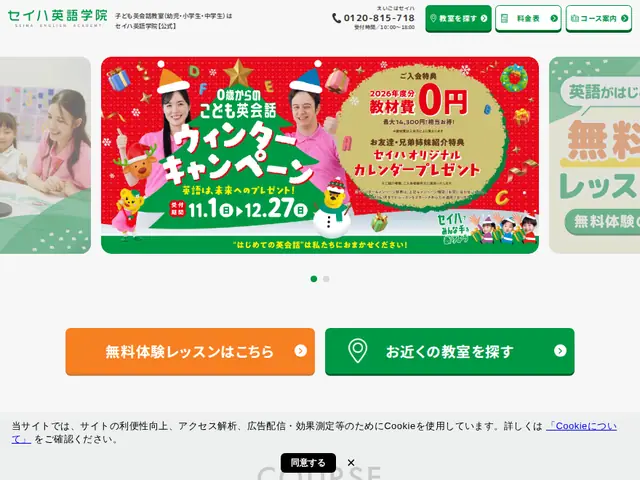 セイハ英語学院
SEIHA ENGLISH ACADEMY
子ども英会話教室（幼児・小学生・中学生）は
セイハ英語学院【公式】
えいごはセイハ
0120-815-718
受付時間／10:00～18:00
教室を探す
料金表
コース案内
0歳からの
こども英会話
ウィンター
キャンペーン
英語は、未来へのプレゼント！
受付期間 11.1日 12.27日
"はじめての英会話"は私たちにおまかせください！
ご入会特典
2026年度分
教材費0円
最大14,300円相当お得！
お友達・兄弟姉妹紹介特典
セイハオリジナル
カレンダープレゼント
セイハで
みんな手を
あげよう
英語がはじ
無料
レッス
無料体験の
無料体験レッスンはこちら
お近くの教室を探す
COURSE
当サイトでは、サイトの利便性向上、アクセス解析、広告配信・効果測定等のためにCookieを使用しています。詳しくは 「Cookieについ
て」 をご確認ください。
同意する ✕